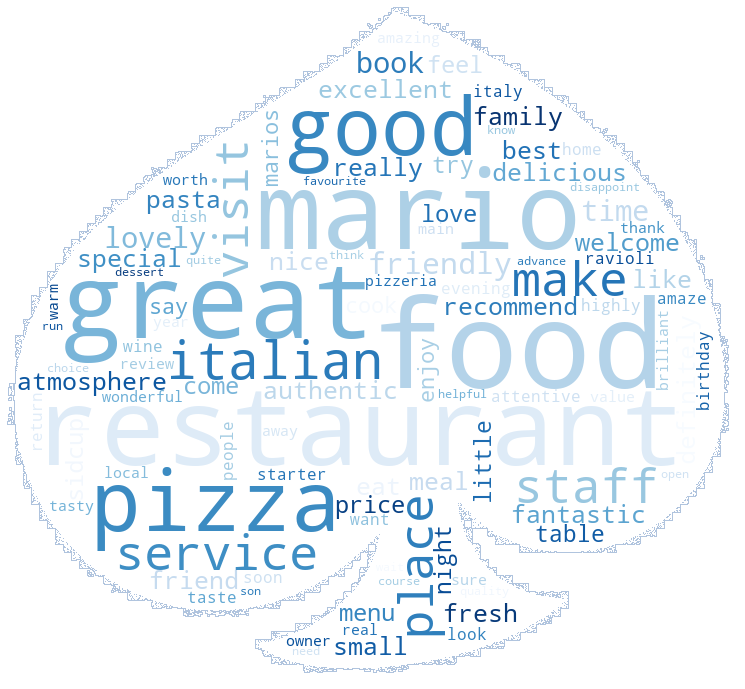 amazing
book feel
excellent italy
good family
marios know
visit really try best home
worth favourite delicious
pasta disappoint
mario
dish love time
lovely main thank
special quite nice think friendly welcome
dessert advance ravioli
great pizzeria make like
warm say cook evening recommend highly amaze
run year food
italian
wine brilliant birthday
review enjoy
choice
atmosphere come authentic
wonderful helpful attentive value
restaurant definitely
return sidcup people away
local starter little open
pizza eat meal staff
tasty price
want place fantastic
service night table
friend soon course sure
taste son quality
menu fresh
real look
owner small
need